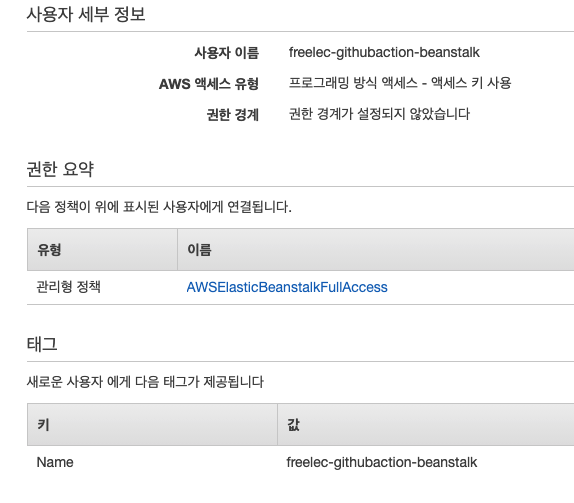 사용자 세부 정보
사용자 이름 freelec-githubaction-beanstalk
AWS 액세스 유형 프로그래밍 방식 액세스 - 액세스 키 사용
권한 경계 권한 경계가 설정되지 않았습니다
권한 요약
다음 정책이 위에 표시된 사용자에게 연결됩니다.
유형 이름
관리형 정책 AWSElasticBeanstalkFullAccess
태그
새로운 사용자 에게 다음 태그가 제공됩니다
키 값
Name freelec-githubaction-beanstalk